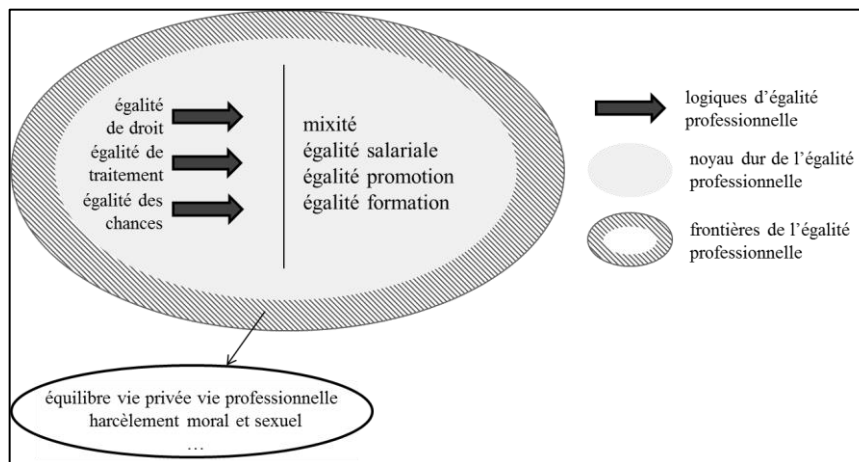 égalité
de droit
égalité de
traitement
égalité des
chances
mixité
égalité salariale
égalité promotion
égalité formation
logiques d'égalité
professionnelle
noyau dur de l'égalité
professionnelle
frontières de l'égalité
professionnelle
équilibre vie privée vie professionnelle
harcèlement moral et sexuel
…